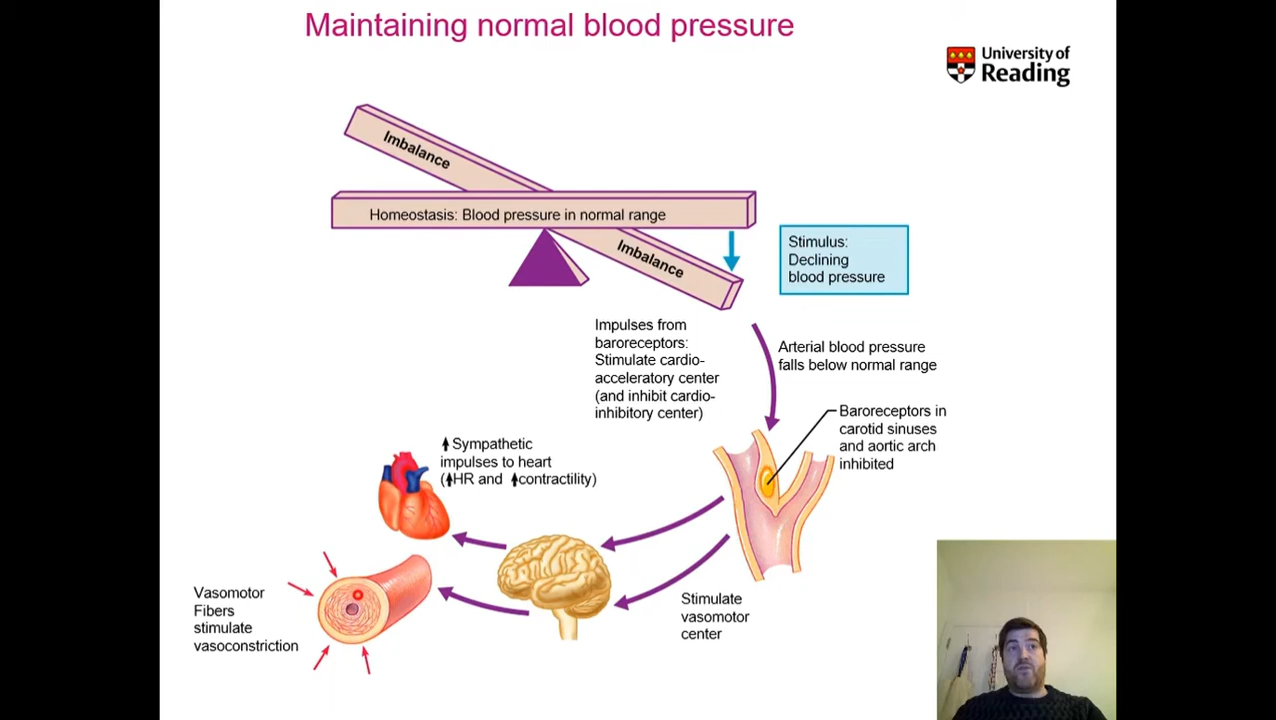 Maintaining normal blood pressure
University of
Reading
Imbalance
Homeostasis: Blood pressure in normal range
Imbalance
Stimulus:
Declining
blood pressure
Impulses from
baroreceptors:
Stimulate cardio-
acceleratory center
(and inhibit cardio-
inhibitory center)
Arterial blood pressure
falls below normal range
Baroreceptors in
carotid sinuses
and aortic arch
inhibited
Sympathetic
impulses to heart
(HR and contractility)
Vasomotor
Fibers
stimulate
vasoconstriction
Stimulate
vasomotor
center